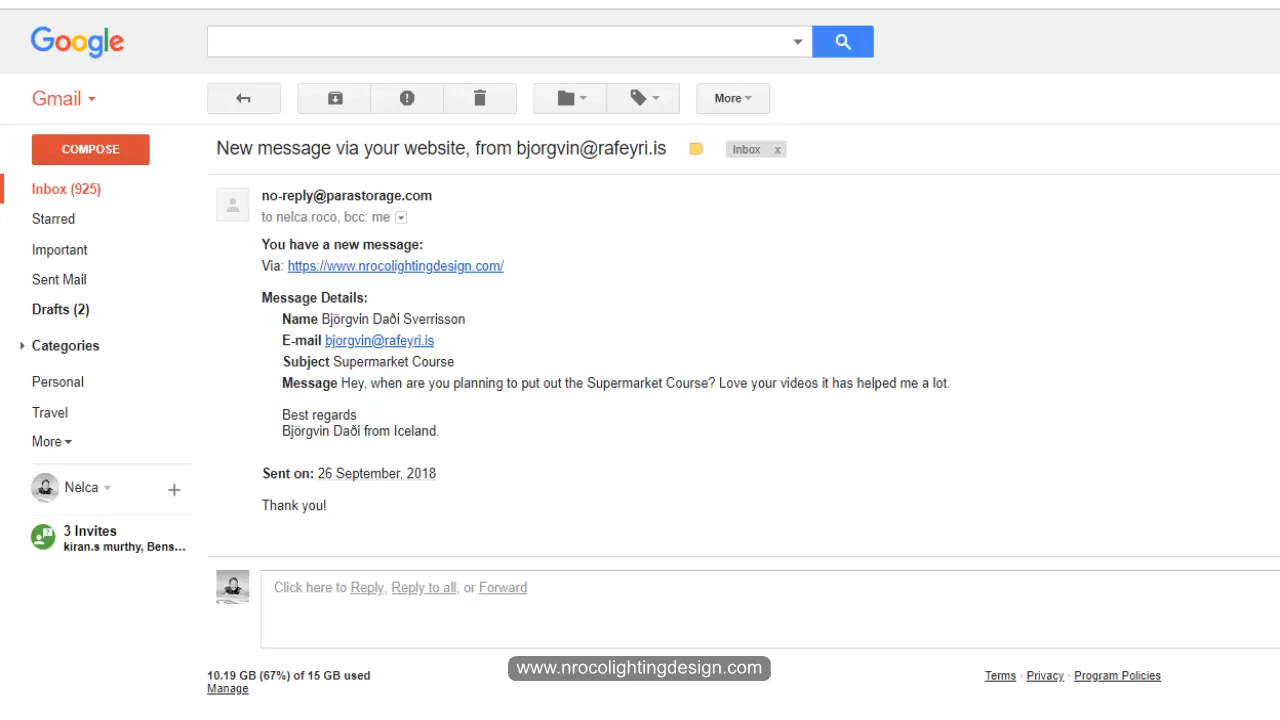 Google
Gmail
More
COMPOSE
New message via your website, from bjorgvin@rafeyri.is
Inbox x
Inbox (925)
Starred
Important
Sent Mail
Drafts (2)
Categories
Personal
Travel
More
Nelca
3 Invites
kiran.s murthy, Bens...
no-reply@parastorage.com
to nelca.roco, bcc: me
You have a new message:
Via: https://www.nrocolightingdesign.com/
Message Details:
Name Björgvin Daði Sverrisson
E-mail bjorgvin@rafeyri.is
Subject Supermarket Course
Message Hey, when are you planning to put out the Supermarket Course? Love your videos it has helped me a lot.
Best regards
Björgvin Daði from Iceland.
Sent on: 26 September, 2018
Thank you!
Click here to Reply, Reply to all, or Forward
10.19 GB (67%) of 15 GB used
Manage
www.nrocolightingdesign.com
Terms · Privacy · Program Policies